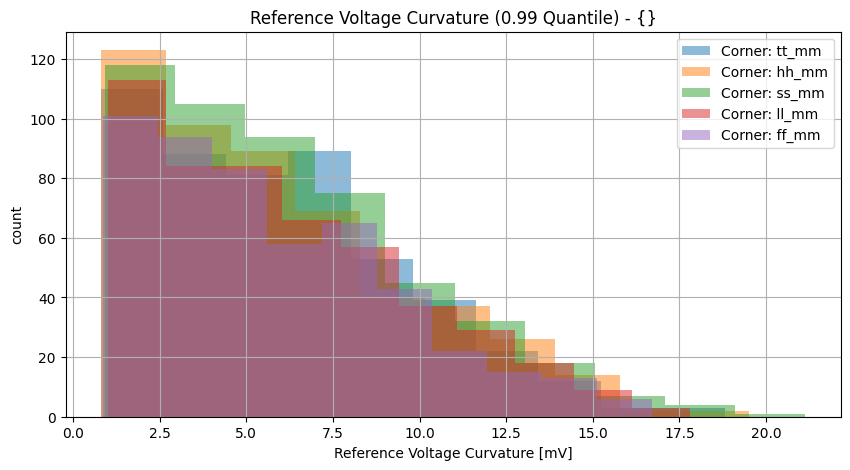 Reference Voltage Curvature (0.99 Quantile) - {}
120
100
80
60
40
20
0
count
Corner: tt_mm
Corner: hh_mm
Corner: ss_mm
Corner: ll_mm
Corner: ff_mm
0.0 2.5 5.0 7.5 10.0 12.5 15.0 17.5 20.0
Reference Voltage Curvature [mV]